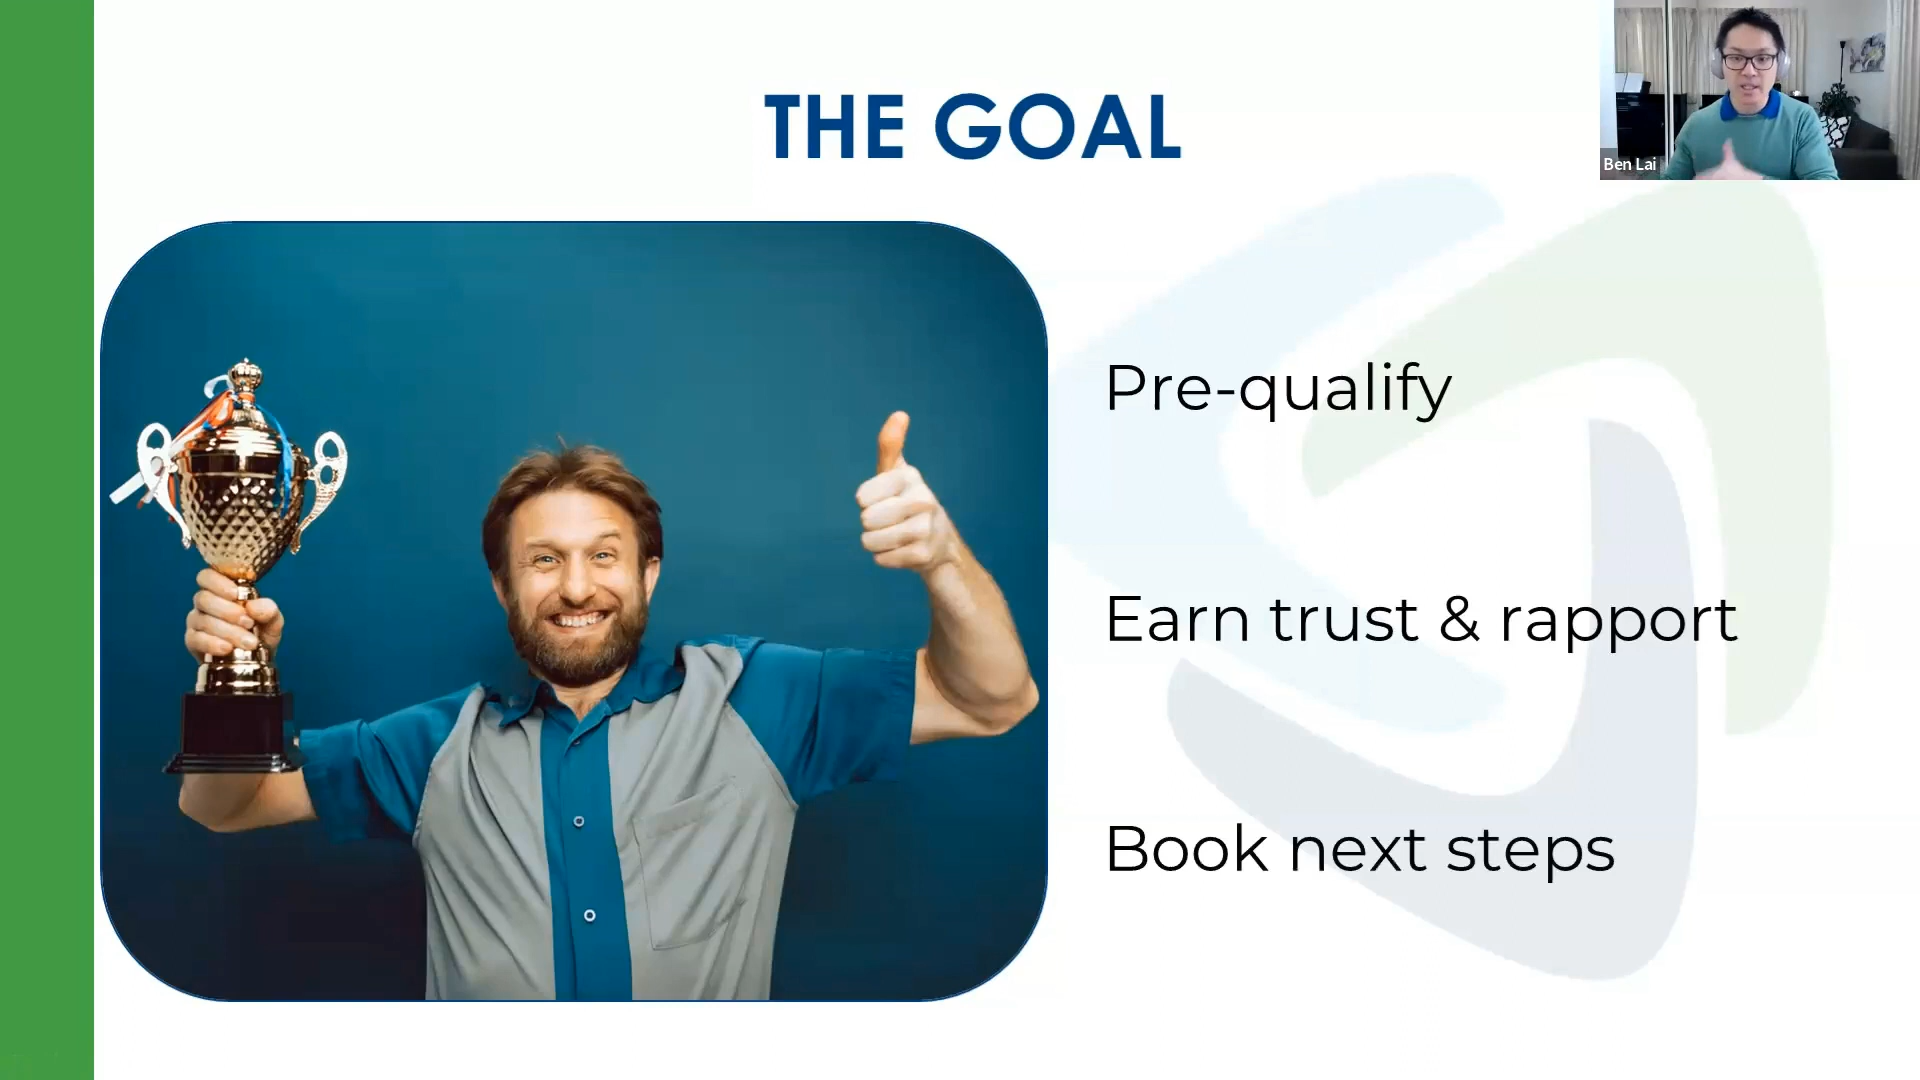 THE GOAL
Ben Lai
Pre-qualify
Earn trust & rapport
Book next steps